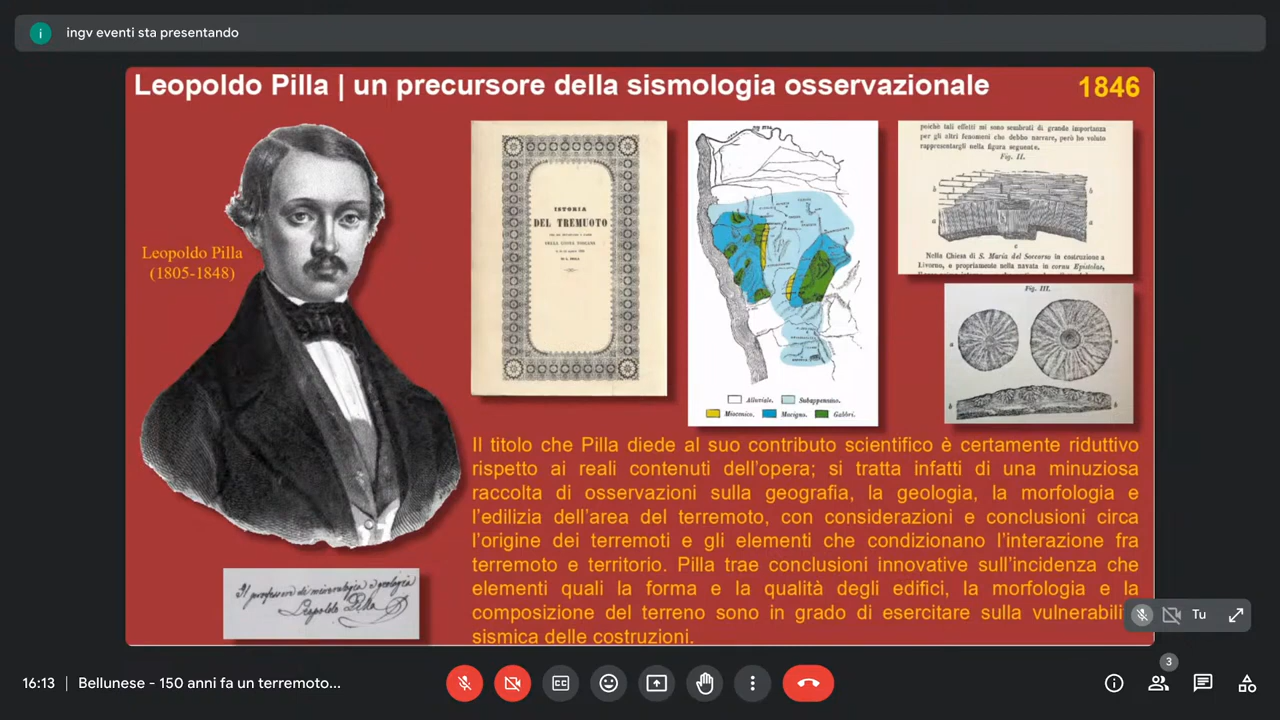 i
ingv eventi sta presentando
Leopoldo Pilla | un precursore della sismologia osservazionale
1846
Leopoldo Pilla
(1805-1848)
ISTORIA
DEL TREMUOTO
poichè tali effetti mi sono sembrati di grande importanza
per gli altri fenomeni che debbo narrare, però ho voluto
rappresentargli nella figura seguente.
Fig. II.
b
b
a
a
c
Nella Chiesa di S. Maria del Soccorso in costruzione a
Livorno, e propriamente nella navata in cornu Epistolae,
Fig. III.
a
a
b
b
Alluviale.
Subappennino.
Miocenico.
Macigno.
Gabbri.
Il titolo che Pilla diede al suo contributo scientifico è certamente riduttivo
rispetto ai reali contenuti dell'opera; si tratta infatti di una minuziosa
raccolta di osservazioni sulla geografia, la geologia, la morfologia e
l'edilizia dell'area del terremoto, con considerazioni e conclusioni circa
l'origine dei terremoti e gli elementi che condizionano l'interazione fra
terremoto e territorio. Pilla trae conclusioni innovative sull'incidenza che
elementi quali la forma e la qualità degli edifici, la morfologia e la
composizione del terreno sono in grado di esercitare sulla
sismica delle costruzioni.
Il professore di mineralogia e geologia
Leopoldo Pilla
Tu
16:13 | Bellunese - 150 anni fa un terremoto...
CC
3